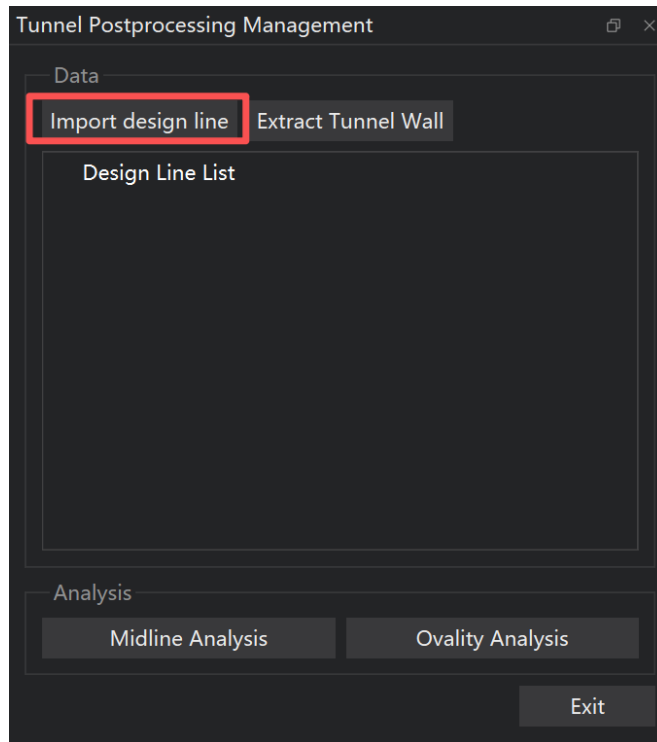 Tunnel Postprocessing Management
Data
Import design line Extract Tunnel Wall
Design Line List
Analysis
Midline Analysis Ovality Analysis
Exit